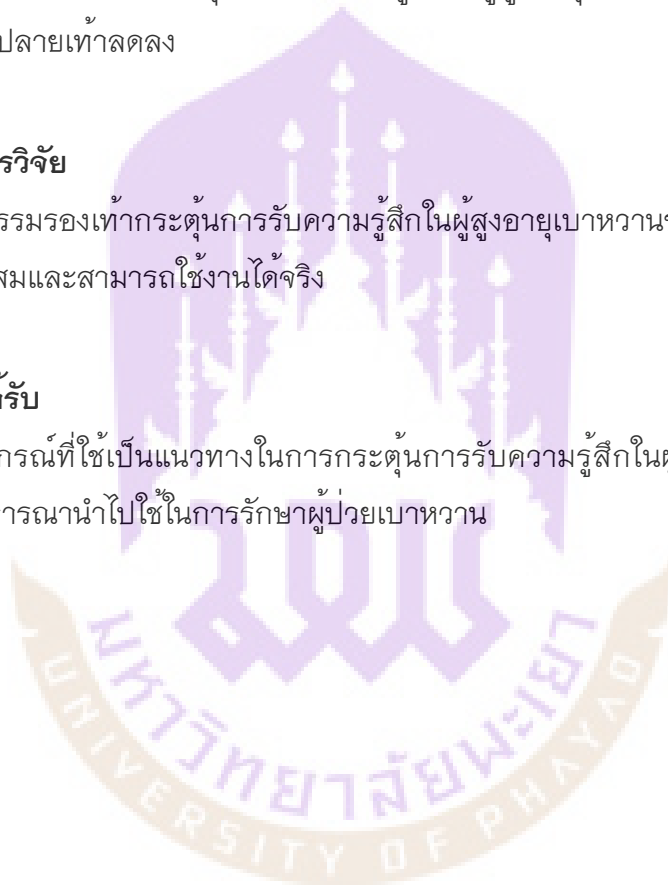 ปลายเท้าลดลง
รวิจัย
รรมรองเท้ากระตุ้นการรับความรู้สึกในผู้สูงอายุเบาหวาน
สมและสามารถใช้งานได้จริง
รับ
กรณ์ที่ใช้เป็นแนวทางในการกระตุ้นการรับความรู้สึกในผ
ารณานำไปใช้ในการรักษาผู้ป่วยเบาหวาน
มหาวิทยาลัยพะเยา
UNIVERSITY OF PHAYAO